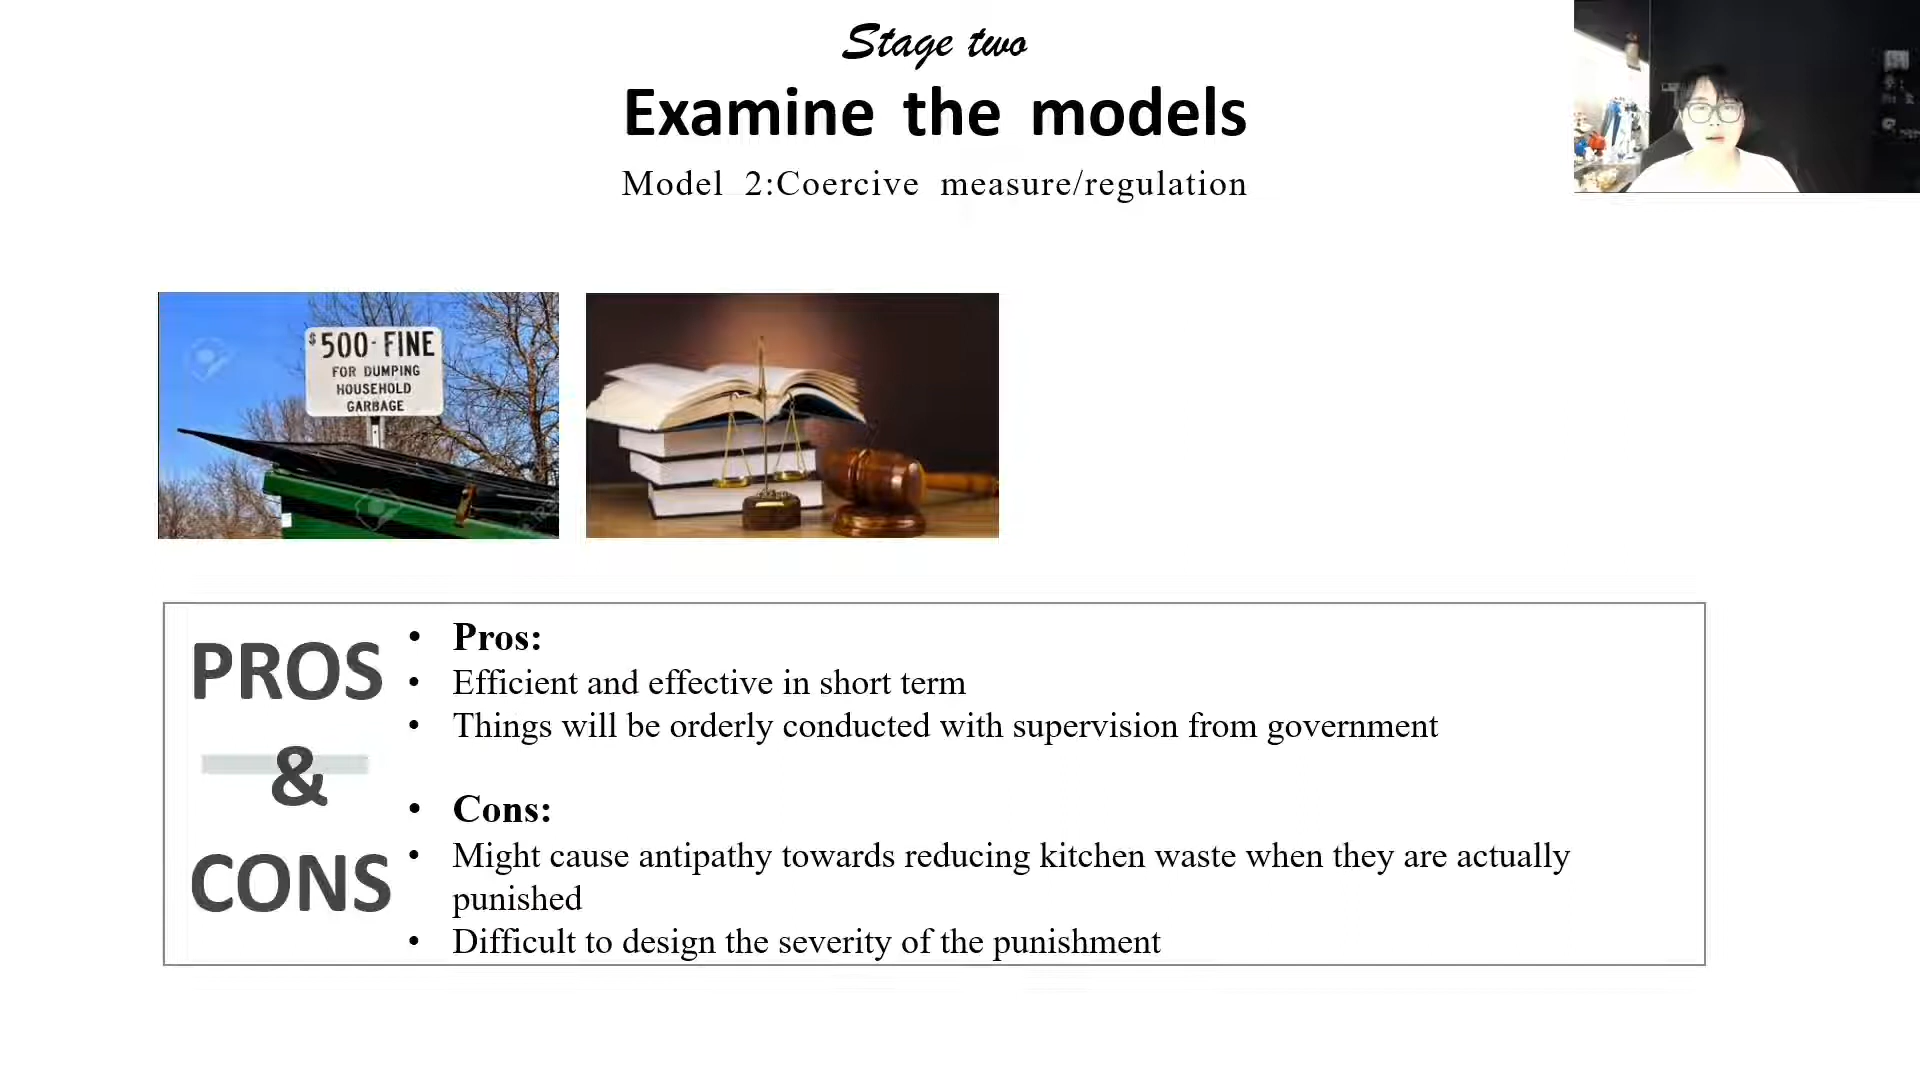 Stage two
Examine the models
Model 2:Coercive measure/regulation
$500-FINE
FOR DUMPING
HOUSEHOLD
GARBAGE
PROS
&
CONS
• Pros:
• Efficient and effective in short term
• Things will be orderly conducted with supervision from government
• Cons:
• Might cause antipathy towards reducing kitchen waste when they are actually
punished
• Difficult to design the severity of the punishment